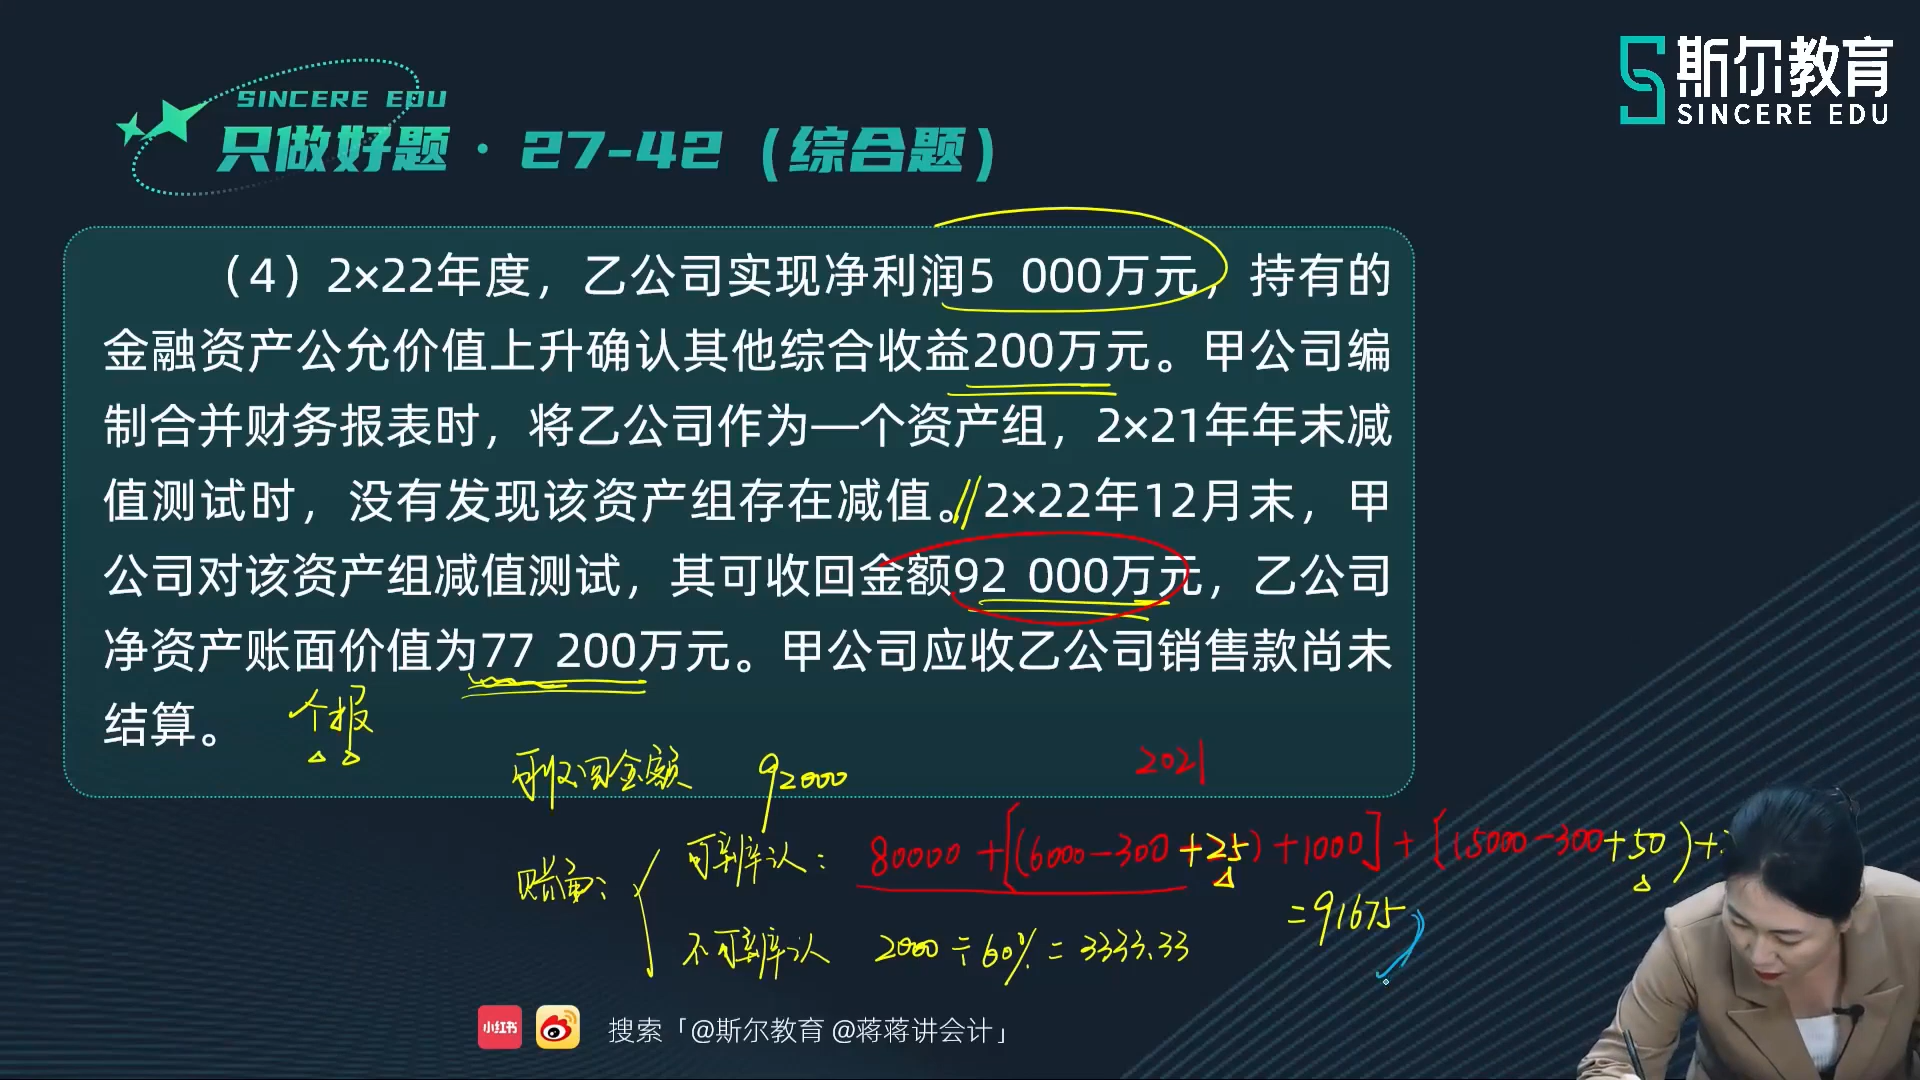 SINCERE EDU
只做好题·27-42（综合题）
斯尔教育
SINCERE EDU
（4）2×22年度，乙公司实现净利润5 000万元，持有的
金融资产公允价值上升确认其他综合收益200万元。甲公司编
制合并财务报表时，将乙公司作为一个资产组，2×21年年末减
值测试时，没有发现该资产组存在减值。2×22年12月末，甲
公司对该资产组减值测试，其可收回金额92 000万元，乙公司
净资产账面价值为77 200万元。甲公司应收乙公司销售款尚未
结算。
个报
可收回金额 92000
2021
账面：
可辨认： 80000+[(6000-300+25)+1000]+[(5000-300+50)+
=91675
不可辨认 2000÷60%=3333.33
小红书
搜索「@斯尔教育 @蒋蒋讲会计」